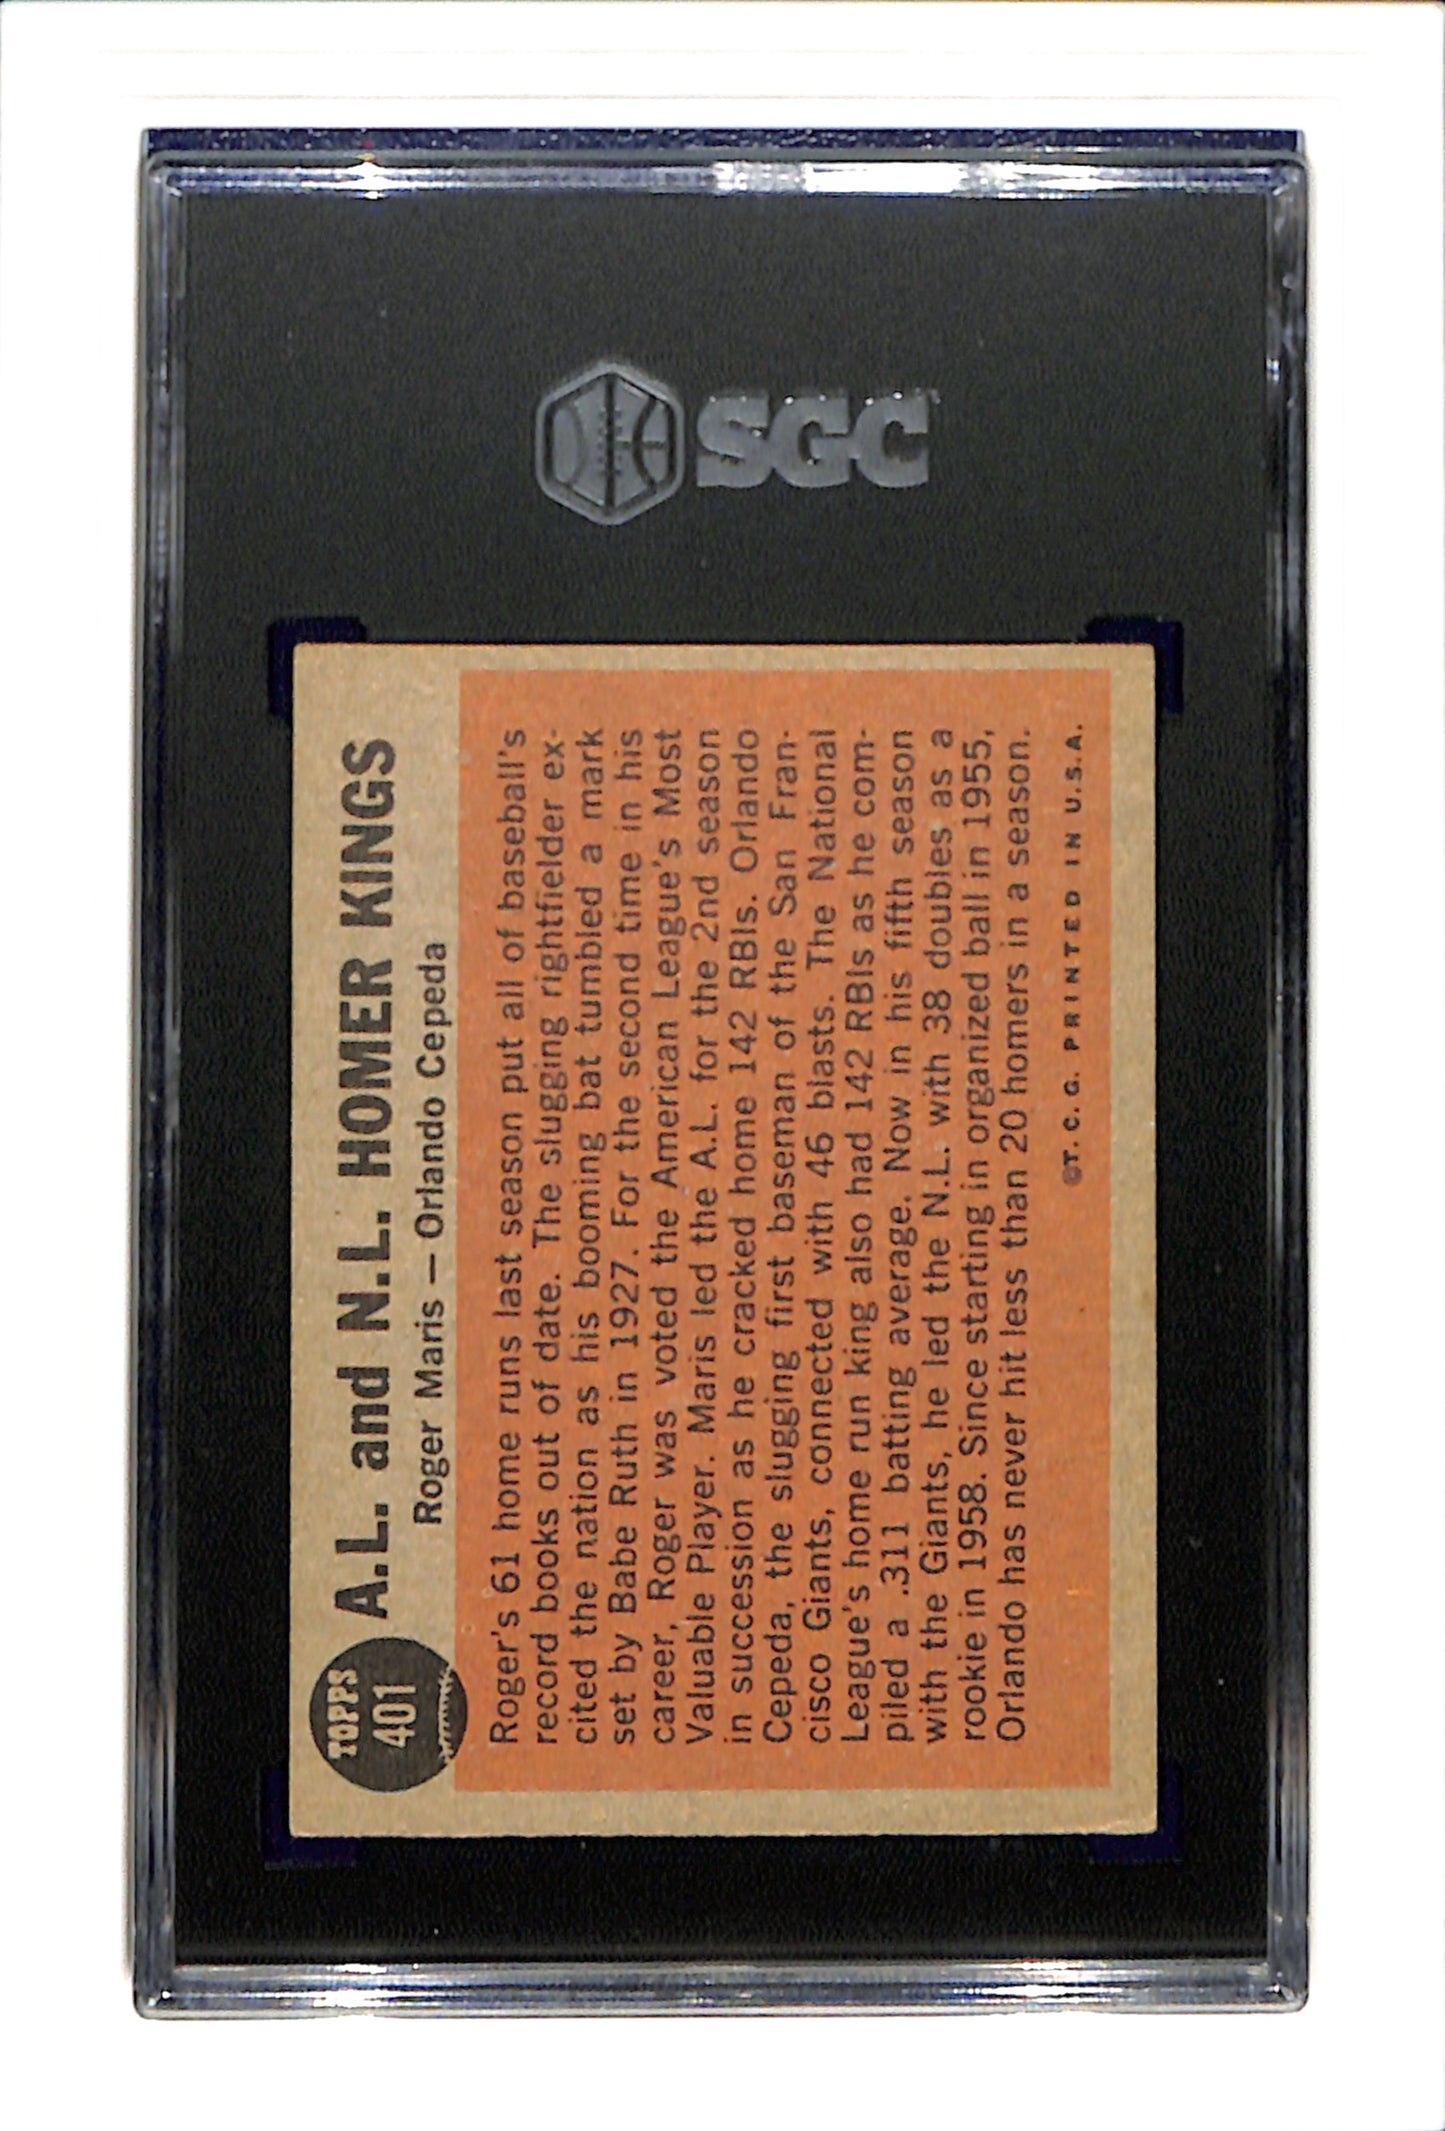 SGC
TOPPS
401
A.L. and N.L. HOMER KINGS
Roger Maris — Orlando Cepeda
Roger's 61 home runs last season put all of baseball's
record books out of date. The slugging rightfielder ex-
cited the nation as his booming bat tumbled a mark
set by Babe Ruth in 1927. For the second time in his
career, Roger was voted the American League's Most
Valuable Player. Maris led the A.L. for the 2nd season
in succession as he cracked home 142 RBIs. Orlando
Cepeda, the slugging first baseman of the San Fran-
cisco Giants, connected with 46 blasts. The National
League's home run king also had 142 RBIs as he com-
piled a .311 batting average. Now in his fifth season
with the Giants, he led the N.L. with 38 doubles as a
rookie in 1958. Since starting in organized ball in 1955,
Orlando has never hit less than 20 homers in a season.
©T.C.G. PRINTED IN U.S.A.